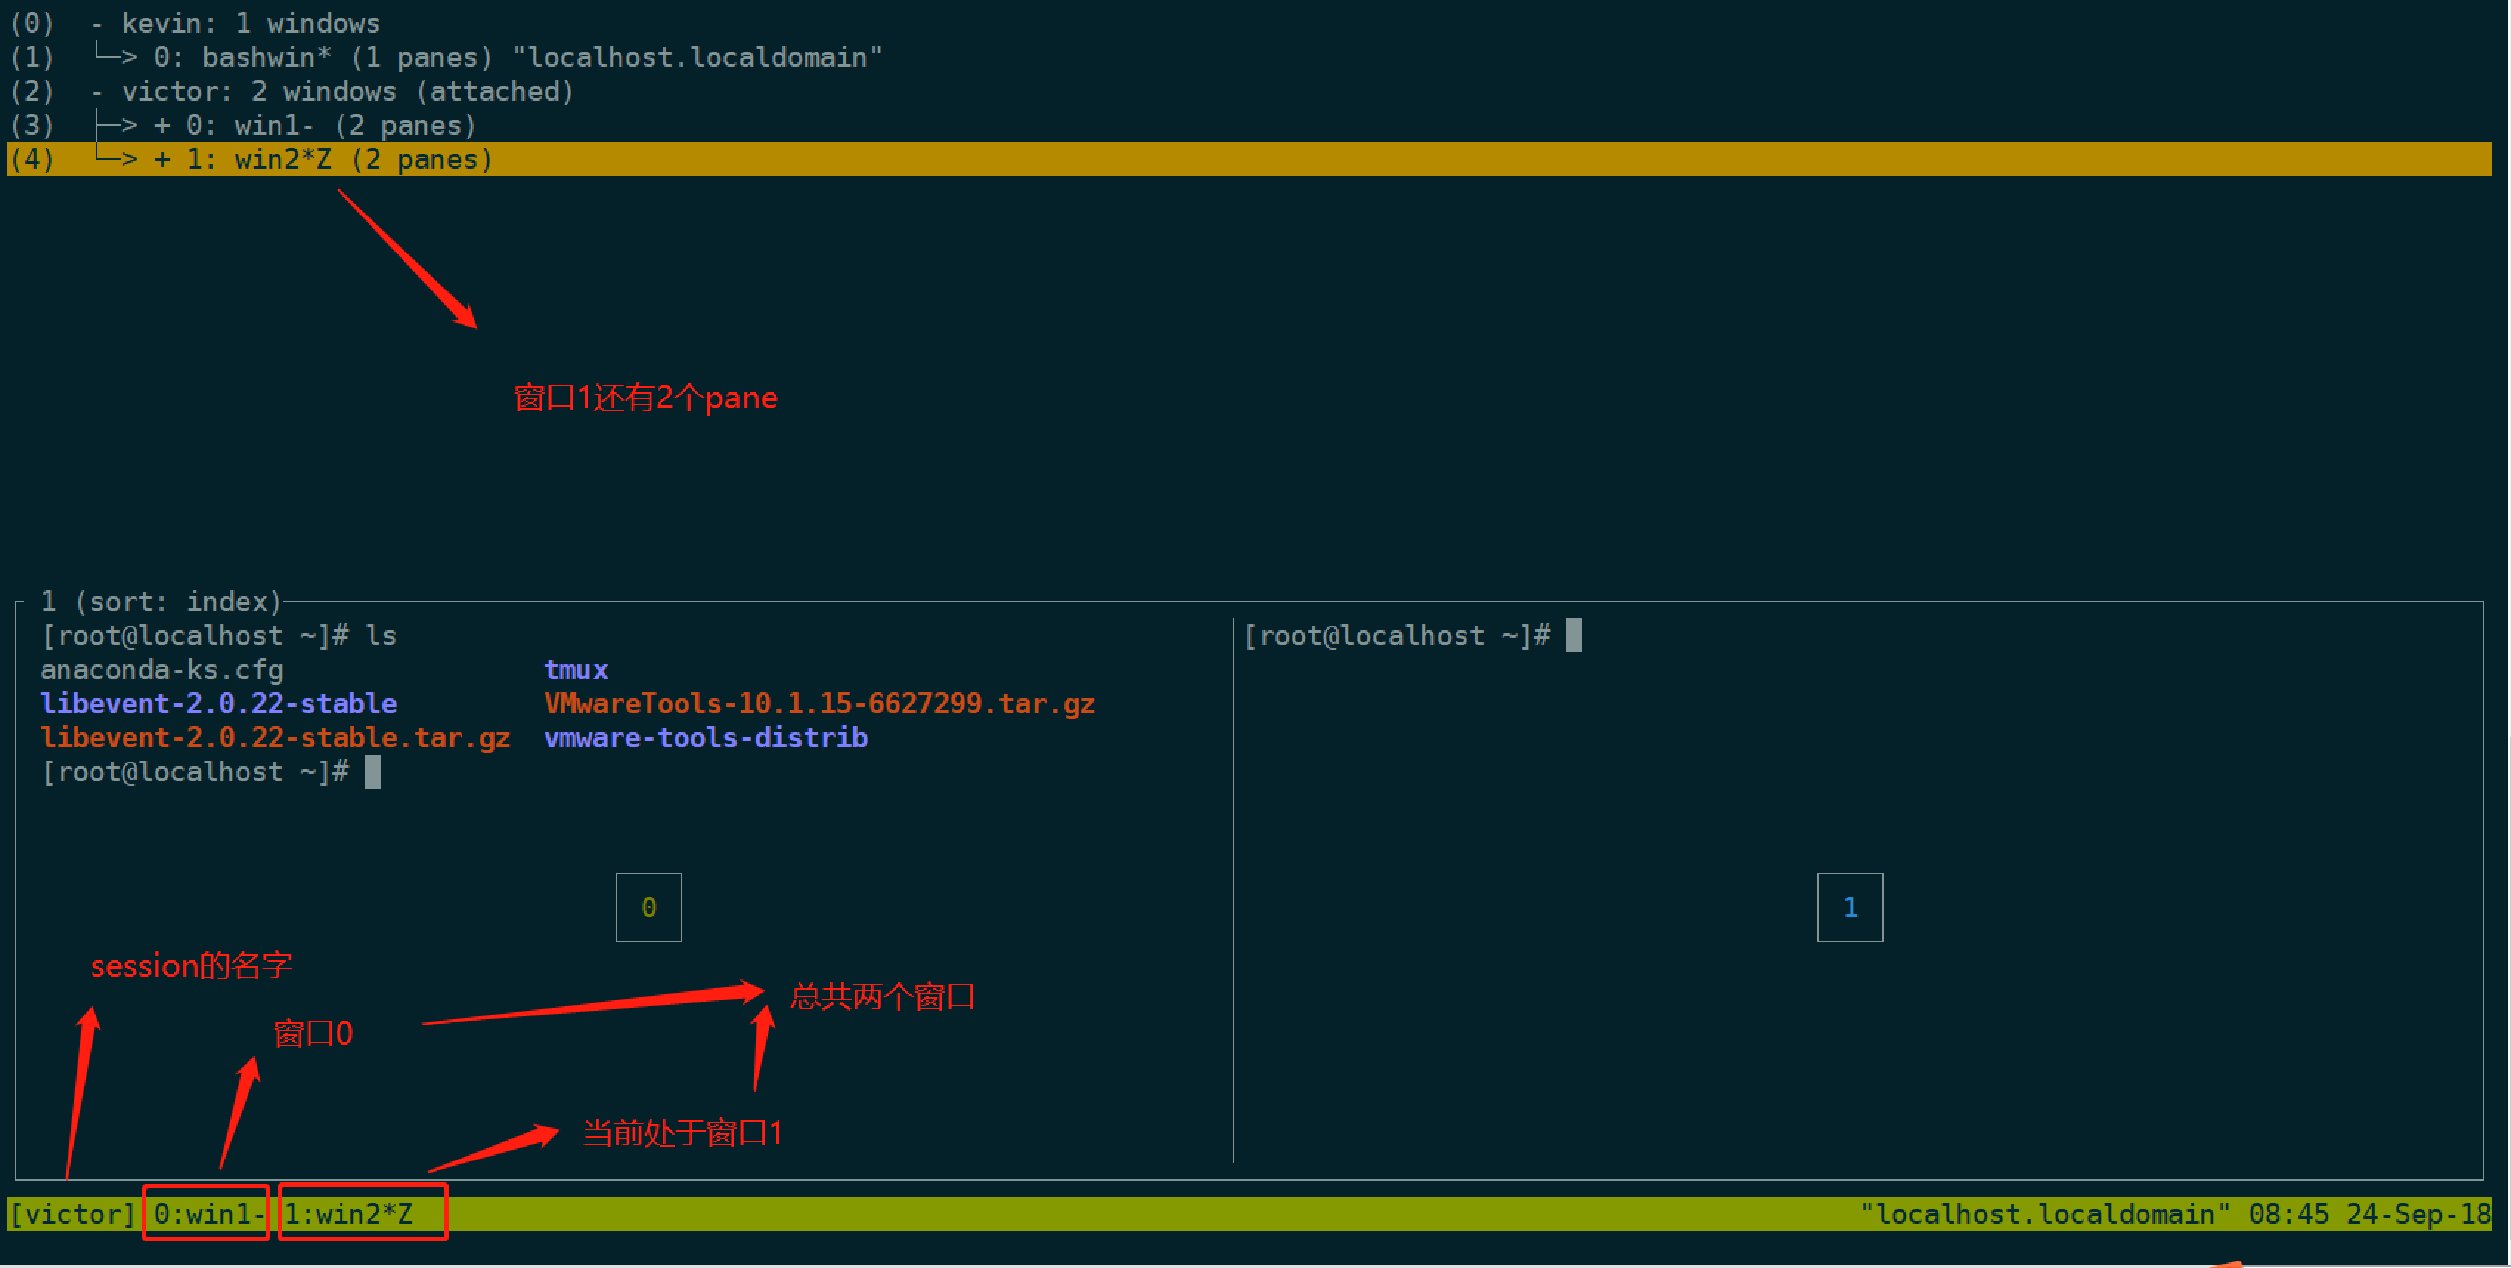 (0)  - kevin: 1 windows
(1)  └─> 0: bashwin* (1 panes) "localhost.localdomain"
(2)  - victor: 2 windows (attached)
(3)  ├─> + 0: win1- (2 panes)
(4)  └─> + 1: win2*Z (2 panes)
窗口1还有2个pane
1 (sort: index)
[root@localhost ~]# ls
anaconda-ks.cfg tmux
libevent-2.0.22-stable VMwareTools-10.1.15-6627299.tar.gz
libevent-2.0.22-stable.tar.gz vmware-tools-distrib
[root@localhost ~]#
[root@localhost ~]#
0
1
session的名字
总共两个窗口
窗口0
当前处于窗口1
[victor] 0:win1- 1:win2*Z "localhost.localdomain" 08:45 24-Sep-18